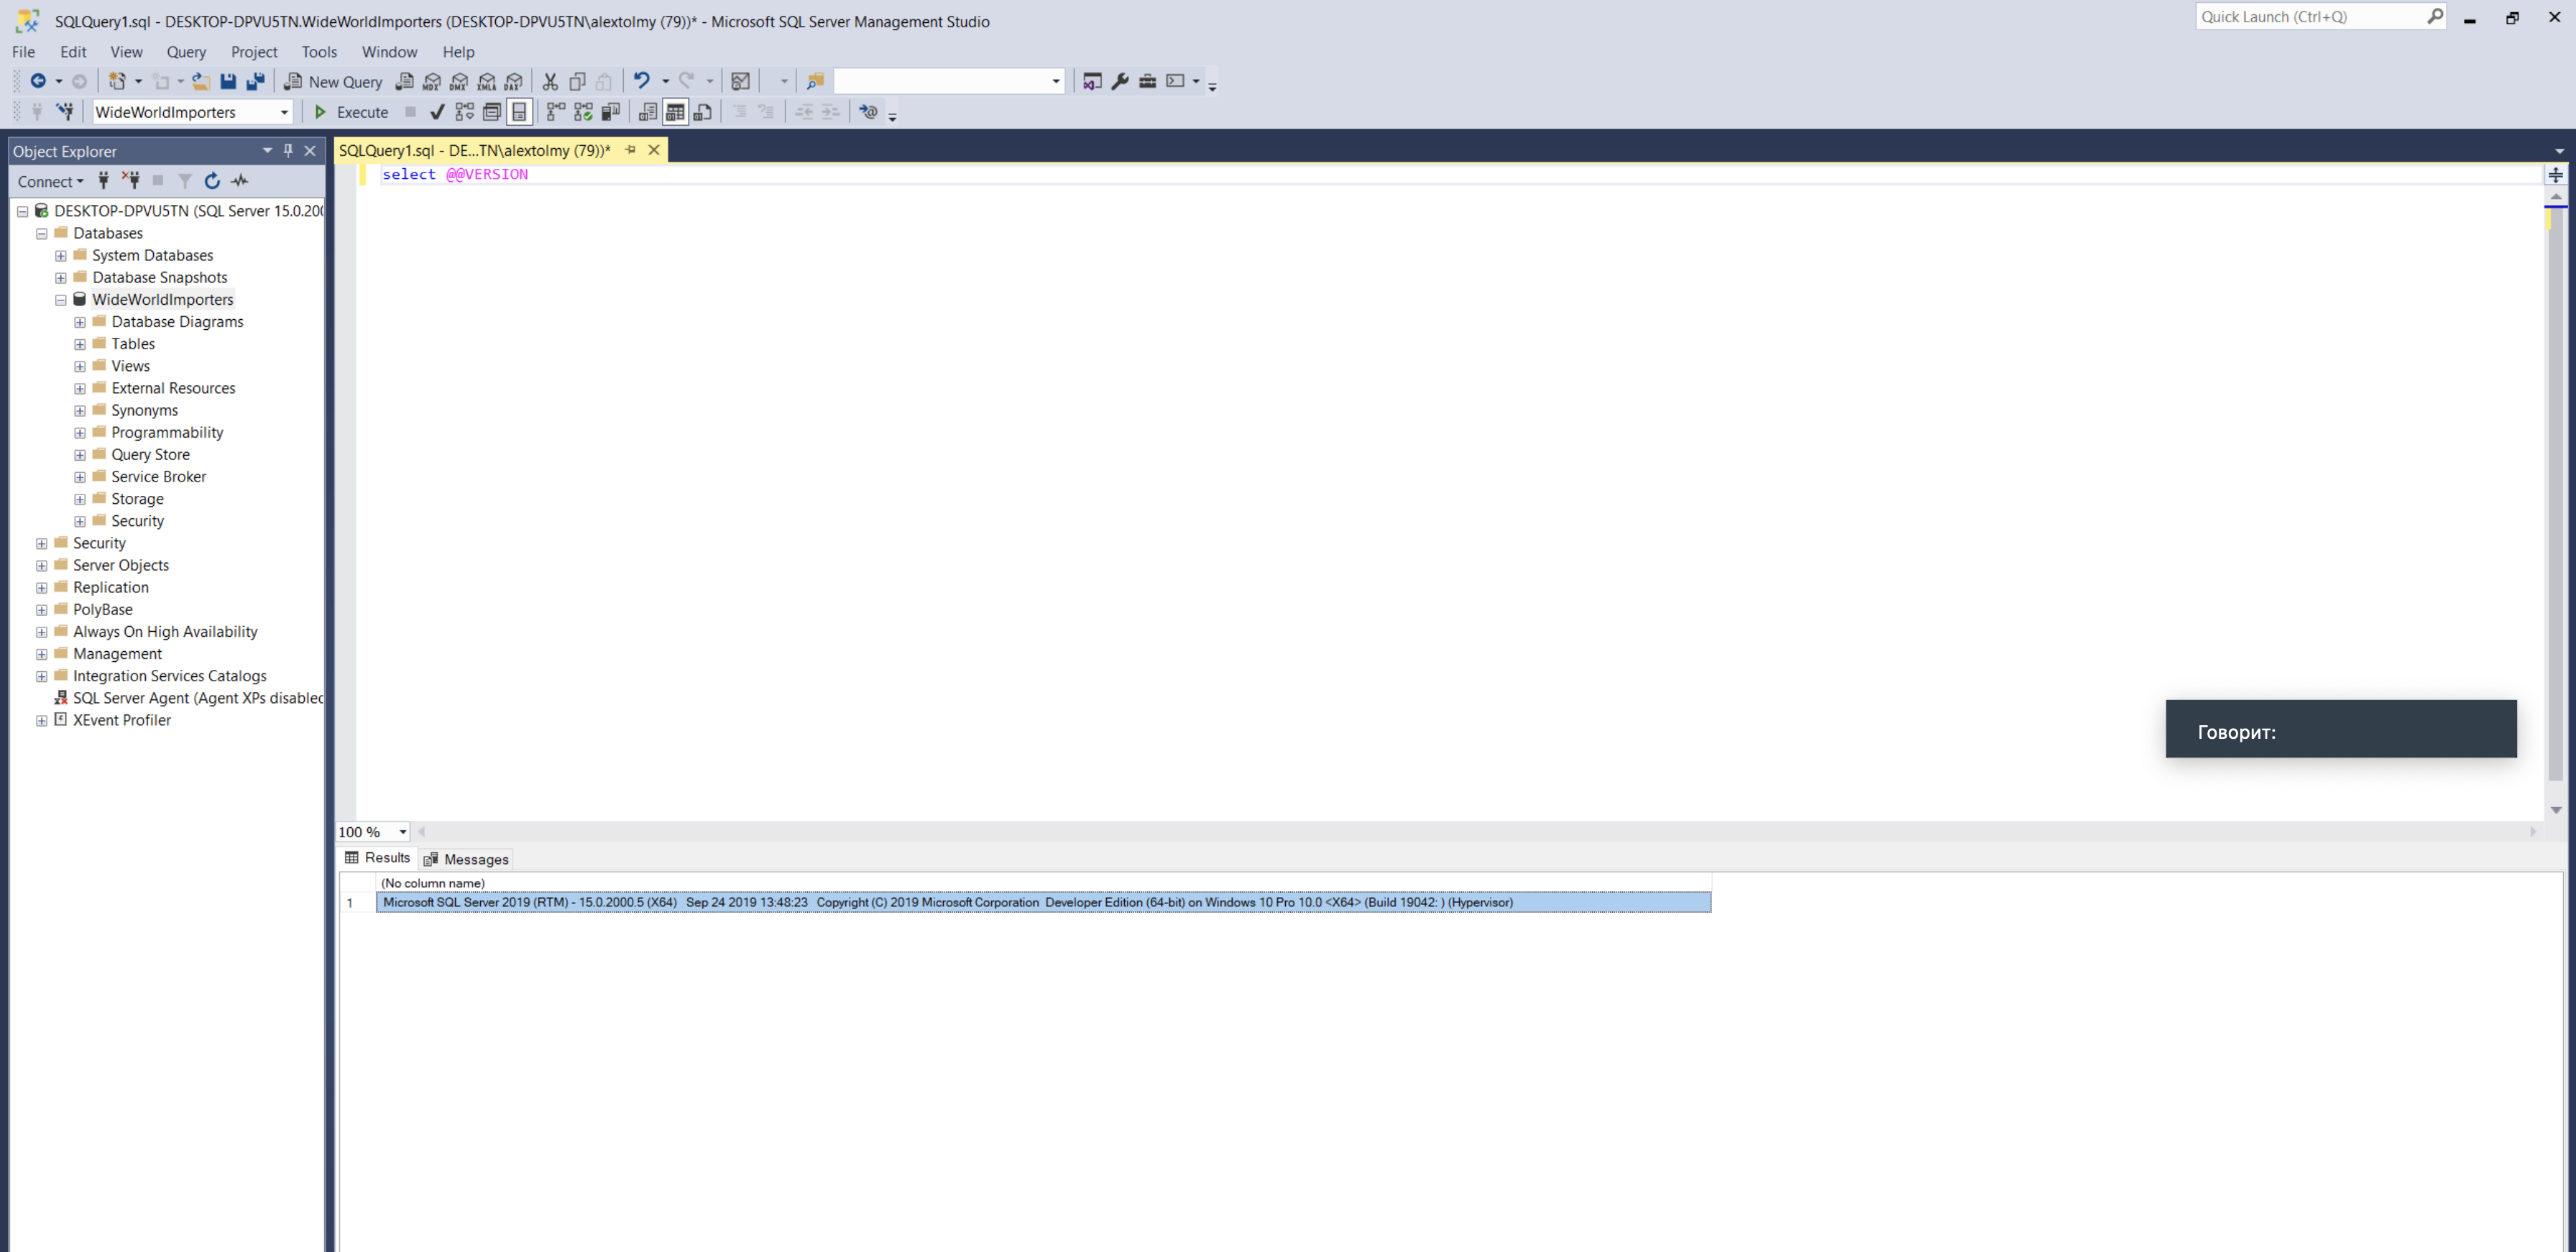 SQLQuery1.sql - DESKTOP-DPVU5TN.WideWorldImporters (DESKTOP-DPVU5TN\alextolmy (79))* - Microsoft SQL Server Management Studio
Quick Launch (Ctrl+Q)
File Edit View Query Project Tools Window Help
New Query MDX DMX XMLA DAX
WideWorldImporters Execute
Object Explorer
SQLQuery1.sql - DE...TN\alextolmy (79))*
Connect
select @@VERSION
DESKTOP-DPVU5TN (SQL Server 15.0.200
Databases
System Databases
Database Snapshots
WideWorldImporters
Database Diagrams
Tables
Views
External Resources
Synonyms
Programmability
Query Store
Service Broker
Storage
Security
Security
Server Objects
Replication
PolyBase
Always On High Availability
Management
Integration Services Catalogs
SQL Server Agent (Agent XPs disabled
XEvent Profiler
Говорит:
100 %
Results Messages
(No column name)
1 Microsoft SQL Server 2019 (RTM) - 15.0.2000.5 (X64) Sep 24 2019 13:48:23 Copyright (C) 2019 Microsoft Corporation Developer Edition (64-bit) on Windows 10 Pro 10.0 <X64> (Build 19042: ) (Hypervisor)